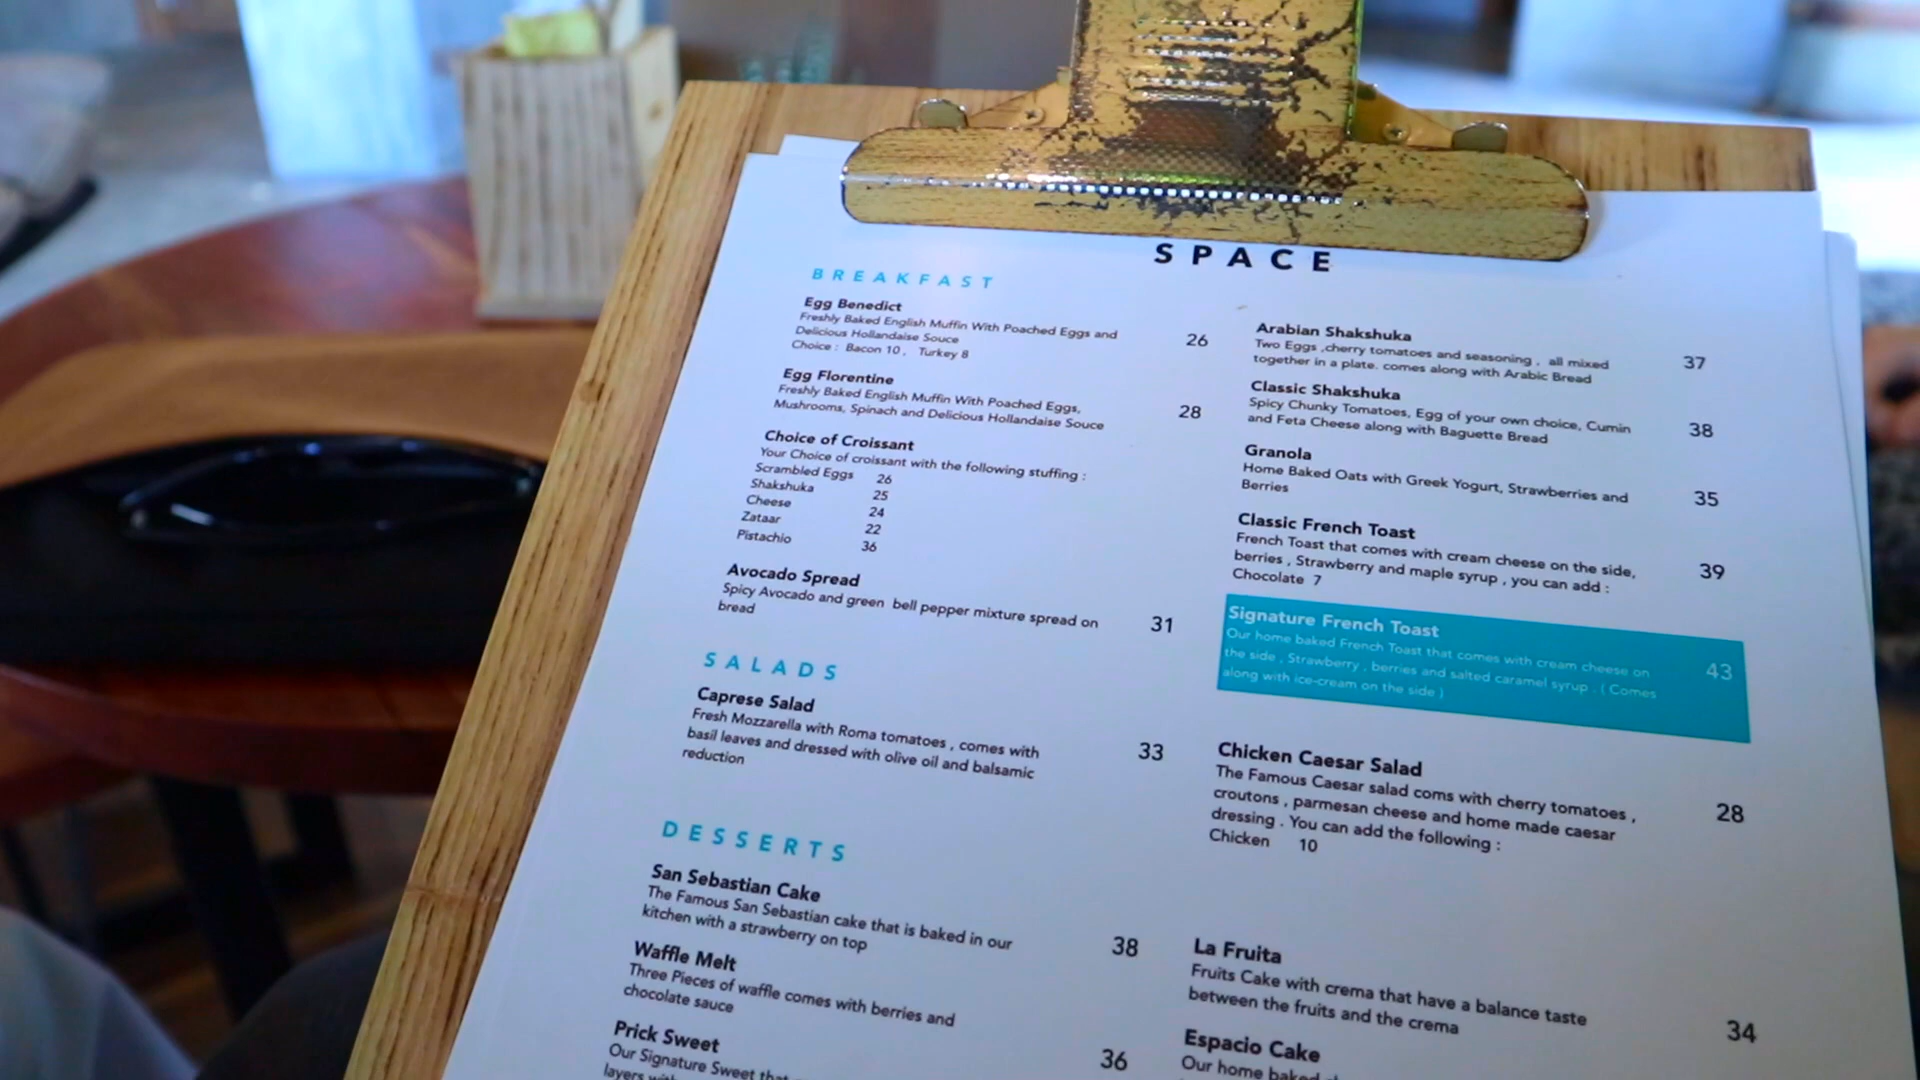 SPACE
BREAKFAST
Egg Benedict
Freshly Baked English Muffin With Poached Eggs and
Delicious Hollandaise Souce
Choice : Bacon 10 , Turkey 8
26
Egg Florentine
Freshly Baked English Muffin With Poached Eggs,
Mushrooms, Spinach and Delicious Hollandaise Souce
28
Choice of Croissant
Your Choice of croissant with the following stuffing :
Scrambled Eggs 26
Shakshuka 25
Cheese 24
Zataar 22
Pistachio 36
Avocado Spread
Spicy Avocado and green bell pepper mixture spread on
bread
31
Arabian Shakshuka
Two Eggs ,cherry tomatoes and seasoning , all mixed
together in a plate. comes along with Arabic Bread
37
Classic Shakshuka
Spicy Chunky Tomatoes, Egg of your own choice, Cumin
and Feta Cheese along with Baguette Bread
38
Granola
Home Baked Oats with Greek Yogurt, Strawberries and
Berries
35
Classic French Toast
French Toast that comes with cream cheese on the side,
berries , Strawberry and maple syrup , you can add :
Chocolate 7
39
Signature French Toast
Our home baked French Toast that comes with cream cheese on
the side , Strawberry , berries and salted caramel syrup . ( Comes
along with ice-cream on the side )
43
SALADS
Caprese Salad
Fresh Mozzarella with Roma tomatoes , comes with
basil leaves and dressed with olive oil and balsamic
reduction
33
Chicken Caesar Salad
The Famous Caesar salad coms with cherry tomatoes ,
croutons , parmesan cheese and home made caesar
dressing . You can add the following :
Chicken 10
28
DESSERTS
San Sebastian Cake
The Famous San Sebastian cake that is baked in our
kitchen with a strawberry on top
38
Waffle Melt
Three Pieces of waffle comes with berries and
chocolate sauce
36
Prick Sweet
Our Signature Sweet that
layers
La Fruita
Fruits Cake with crema that have a balance taste
between the fruits and the crema
34
Espacio Cake
Our home baked